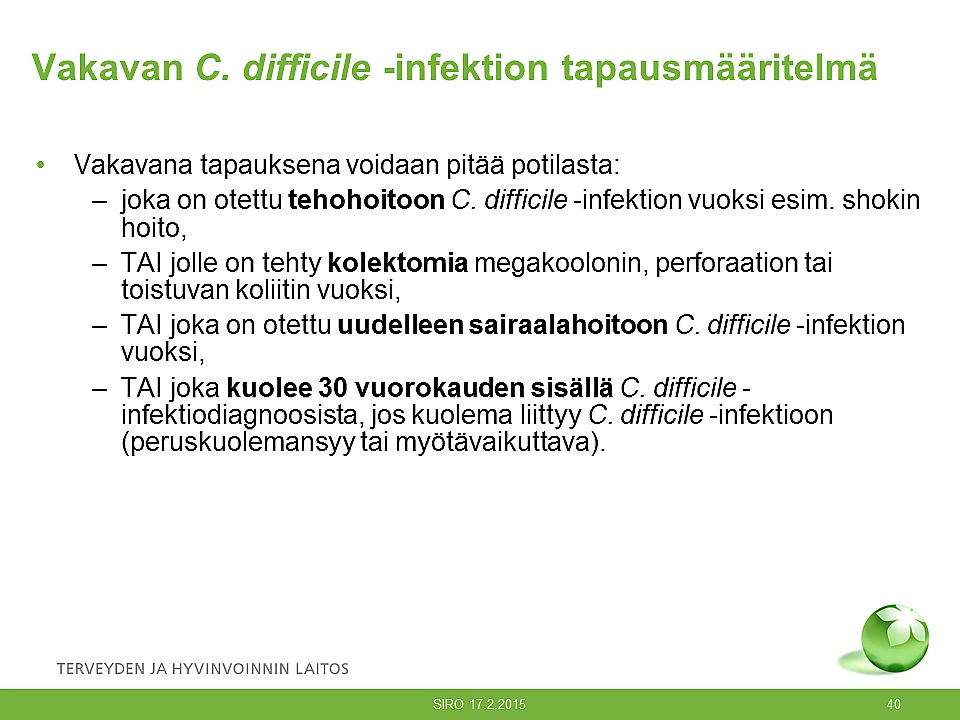 Vakavan C. difficile -infektion tapausmääritelmä
• Vakavana tapauksena voidaan pitää potilasta:
– joka on otettu tehohoitoon C. difficile -infektion vuoksi esim. shokin
hoito,
– TAI jolle on tehty kolektomia megakoolonin, perforaation tai
toistuvan koliitin vuoksi,
– TAI joka on otettu uudelleen sairaalahoitoon C. difficile -infektion
vuoksi,
– TAI joka kuolee 30 vuorokauden sisällä C. difficile -
infektiodiagnoosista, jos kuolema liittyy C. difficile -infektioon
(peruskuolemansyy tai myötävaikuttava).
TERVEYDEN JA HYVINVOINNIN LAITOS
SIRO 17.2.2015 40